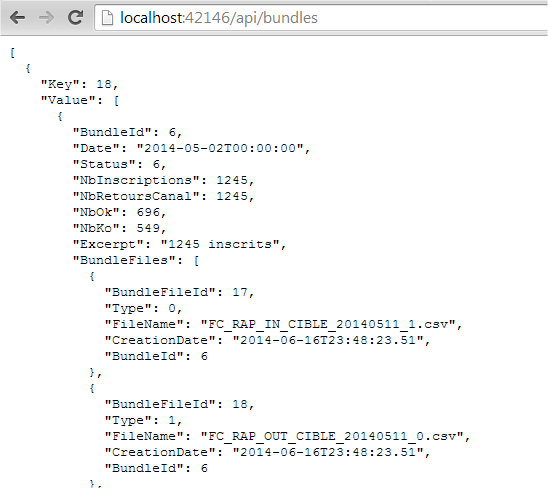 localhost:42146/api/bundles
[
  {
    "Key": 18,
    "Value": [
      {
        "BundleId": 6,
        "Date": "2014-05-02T00:00:00",
        "Status": 6,
        "NbInscriptions": 1245,
        "NbRetoursCanal": 1245,
        "NbOk": 696,
        "NbKo": 549,
        "Excerpt": "1245 inscrits",
        "BundleFiles": [
          {
            "BundleFileId": 17,
            "Type": 0,
            "FileName": "FC_RAP_IN_CIBLE_20140511_1.csv",
            "CreationDate": "2014-06-16T23:48:23.51",
            "BundleId": 6
          },
          {
            "BundleFileId": 18,
            "Type": 1,
            "FileName": "FC_RAP_OUT_CIBLE_20140511_0.csv",
            "CreationDate": "2014-06-16T23:48:23.51",
            "BundleId": 6
          },